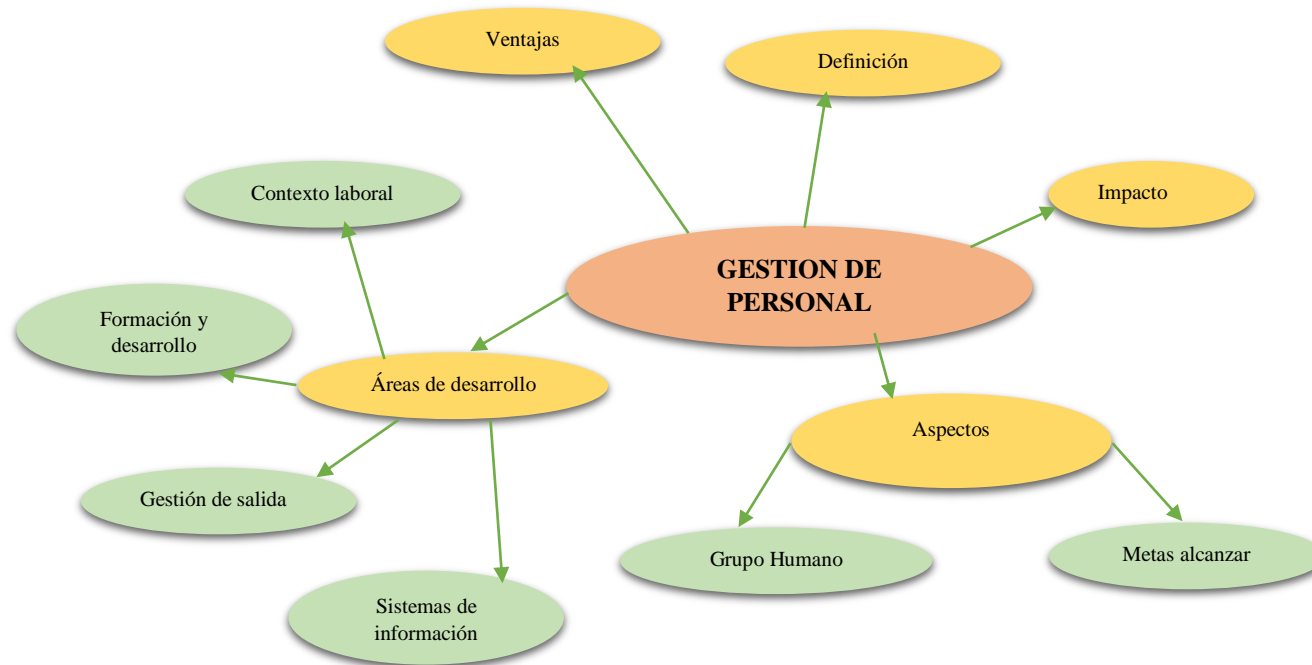 Ventajas
Definición
Contexto laboral
Impacto
GESTION DE
PERSONAL
Formación y
desarrollo
Áreas de desarrollo
Aspectos
Gestión de salida
Grupo Humano
Metas alcanzar
Sistemas de
información